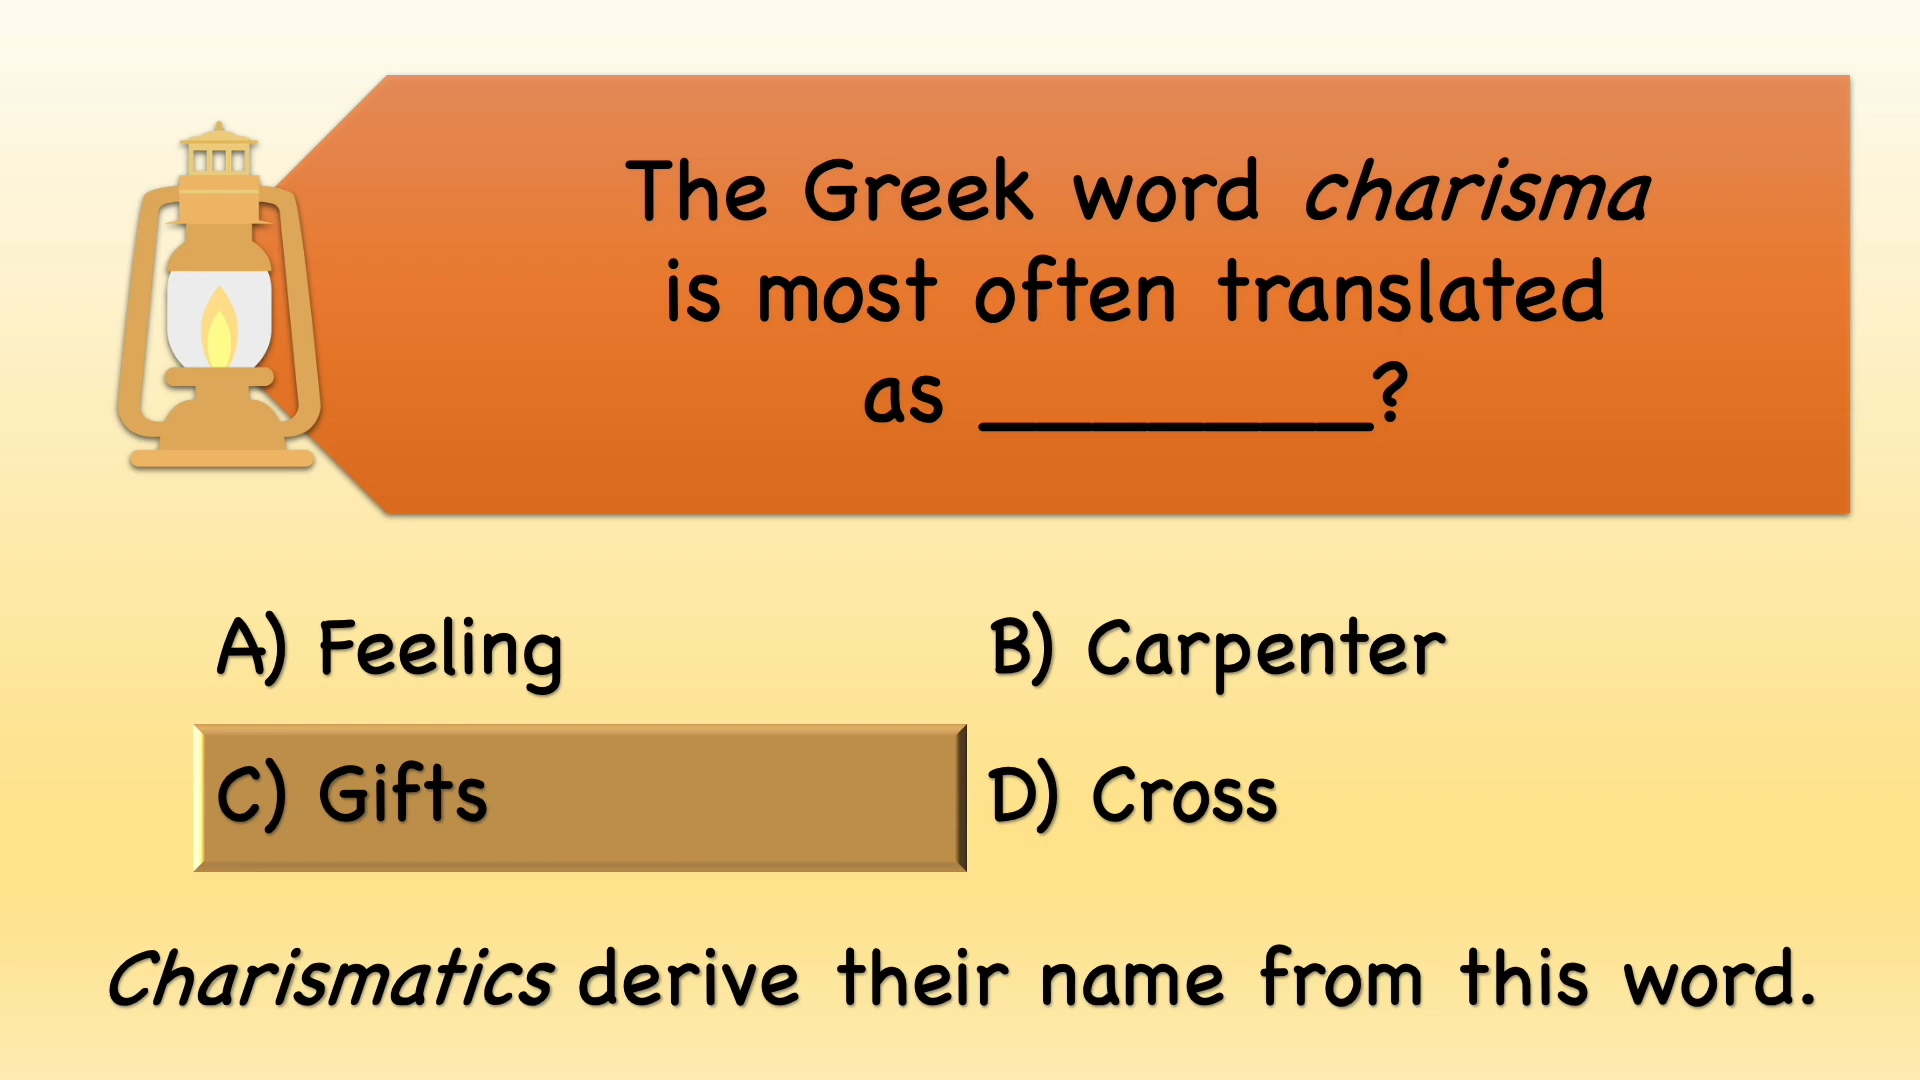 The Greek word charisma
is most often translated
as _______?
A) Feeling
B) Carpenter
C) Gifts
D) Cross
Charismatics derive their name from this word.